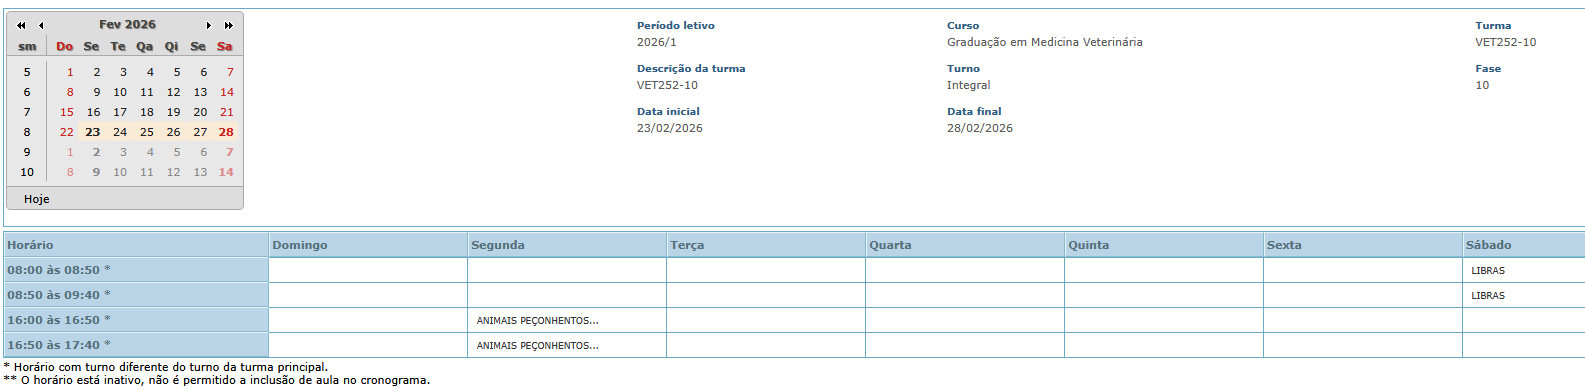 Fev 2026
sm Do Se Te Qa Qi Se Sa
5 1 2 3 4 5 6 7
6 8 9 10 11 12 13 14
7 15 16 17 18 19 20 21
8 22 23 24 25 26 27 28
9 1 2 3 4 5 6 7
10 8 9 10 11 12 13 14
Hoje
Período letivo Curso Turma
2026/1 Graduação em Medicina Veterinária VET252-10
Descrição da turma Turno Fase
VET252-10 Integral 10
Data inicial Data final
23/02/2026 28/02/2026
Horário Domingo Segunda Terça Quarta Quinta Sexta Sábado
08:00 às 08:50 * LIBRAS
08:50 às 09:40 * LIBRAS
16:00 às 16:50 * ANIMAIS PEÇONHENTOS...
16:50 às 17:40 * ANIMAIS PEÇONHENTOS...
* Horário com turno diferente do turno da turma principal.
** O horário está inativo, não é permitido a inclusão de aula no cronograma.